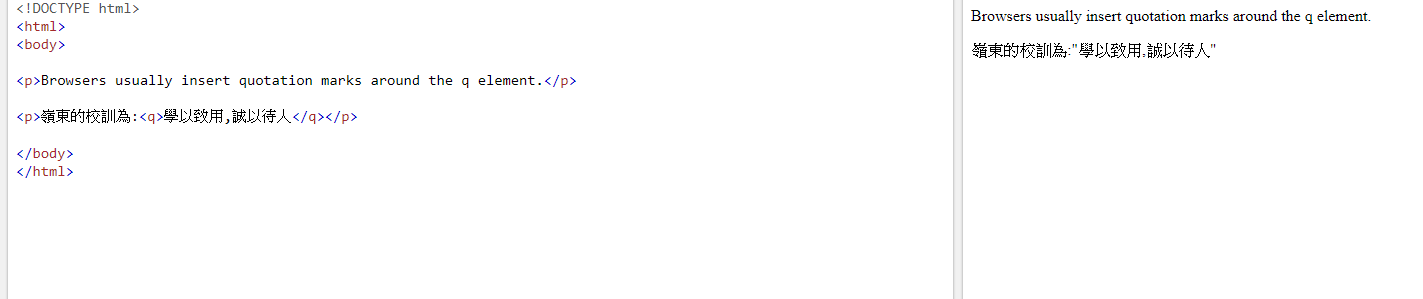 <!DOCTYPE html>
<html>
<body>
<p>Browsers usually insert quotation marks around the q element.</p>
<p>嶺東的校訓為:<q>學以致用,誠以待人</q></p>
</body>
</html>
Browsers usually insert quotation marks around the q element.
嶺東的校訓為:"學以致用,誠以待人"